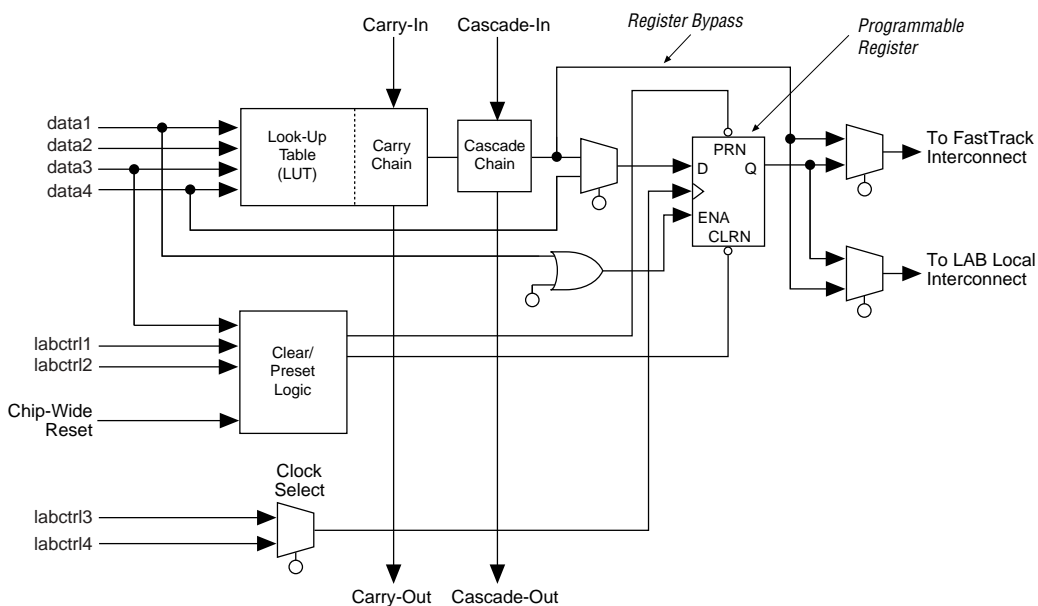 Carry-In
Cascade-In
Register Bypass
Programmable
Register
data1
data2
data3
data4
Look-Up
Table
(LUT)
Carry
Chain
Cascade
Chain
PRN
D
Q
ENA
CLRN
To FastTrack
Interconnect
To LAB Local
Interconnect
labctrl1
labctrl2
Clear/
Preset
Logic
Chip-Wide
Reset
Clock
Select
labctrl3
labctrl4
Carry-Out
Cascade-Out